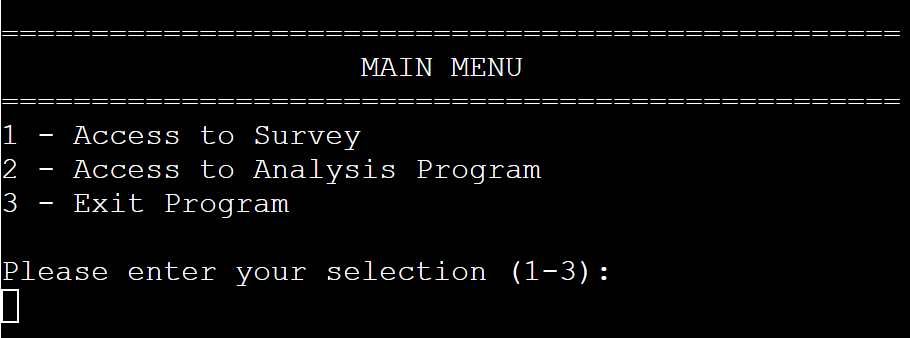 ==================================================
MAIN MENU
==================================================
1 - Access to Survey
2 - Access to Analysis Program
3 - Exit Program
Please enter your selection (1-3):